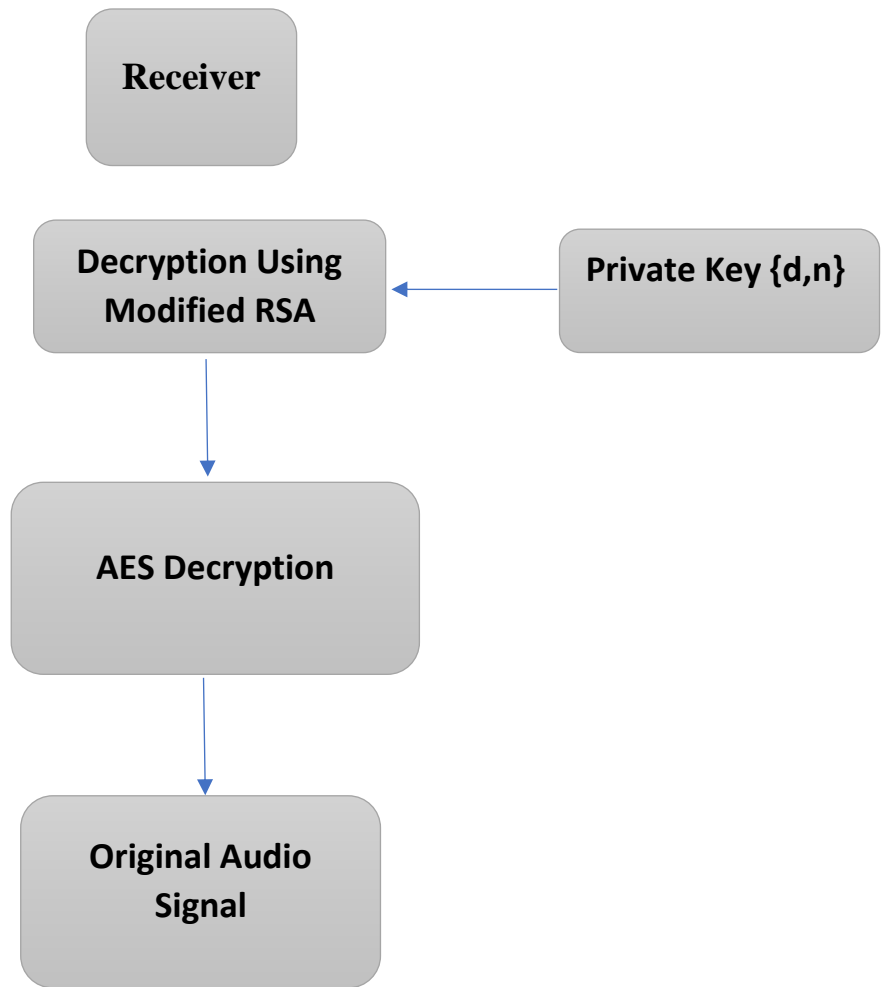 Receiver
Decryption Using
Modified RSA
Private Key {d,n}
AES Decryption
Original Audio
Signal